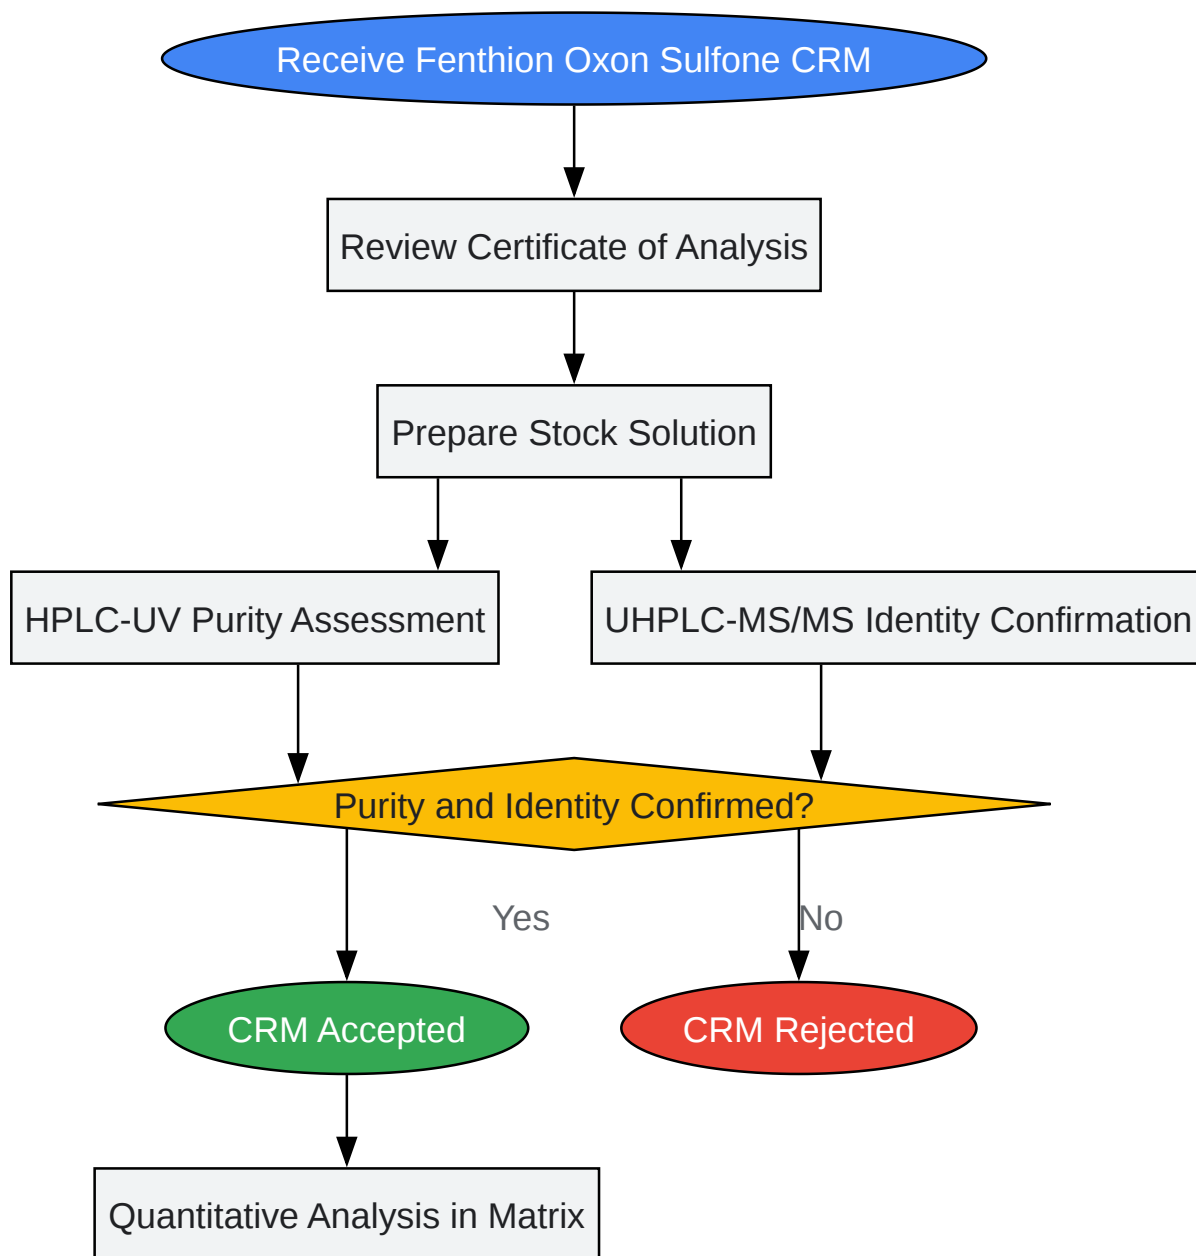 Receive Fenthion Oxon Sulfone CRM
Review Certificate of Analysis
Prepare Stock Solution
HPLC-UV Purity Assessment
UHPLC-MS/MS Identity Confirmation
Purity and Identity Confirmed?
Yes
No
CRM Accepted
CRM Rejected
Quantitative Analysis in Matrix